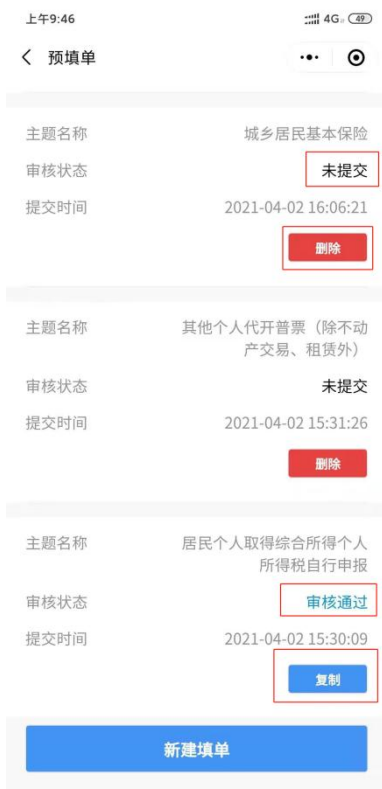 上午9:46 4G 49
预填单
主题名称 城乡居民基本保险
审核状态 未提交
提交时间 2021-04-02 16:06:21
删除
主题名称 其他个人代开普票（除不动
产交易、租赁外）
审核状态 未提交
提交时间 2021-04-02 15:31:26
删除
主题名称 居民个人取得综合所得个人
所得税自行申报
审核状态 审核通过
提交时间 2021-04-02 15:30:09
复制
新建填单